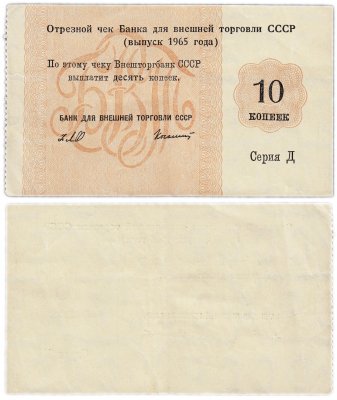 Отрезной чек Банка для внешней торговли СССР
(выпуск 1965 года)
По этому чеку Внешторгбанк СССР
выплатит десять копеек.
БАНК ДЛЯ ВНЕШНЕЙ ТОРГОВЛИ СССР
10
КОПЕЕК
Серия Д